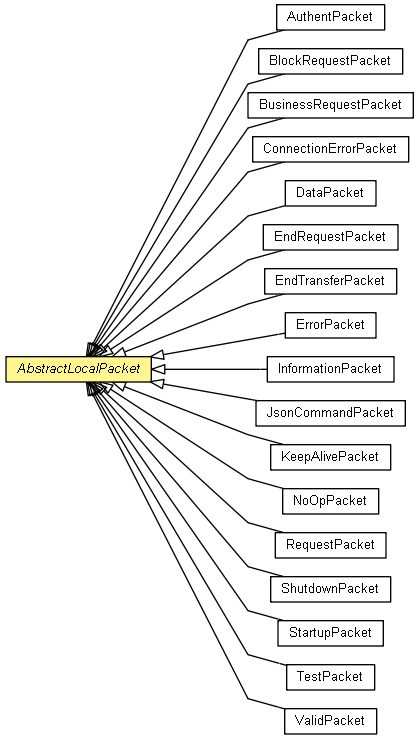 AuthentPacket
BlockRequestPacket
BusinessRequestPacket
ConnectionErrorPacket
DataPacket
EndRequestPacket
EndTransferPacket
ErrorPacket
AbstractLocalPacket
InformationPacket
JsonCommandPacket
KeepAlivePacket
NoOpPacket
RequestPacket
ShutdownPacket
StartupPacket
TestPacket
ValidPacket